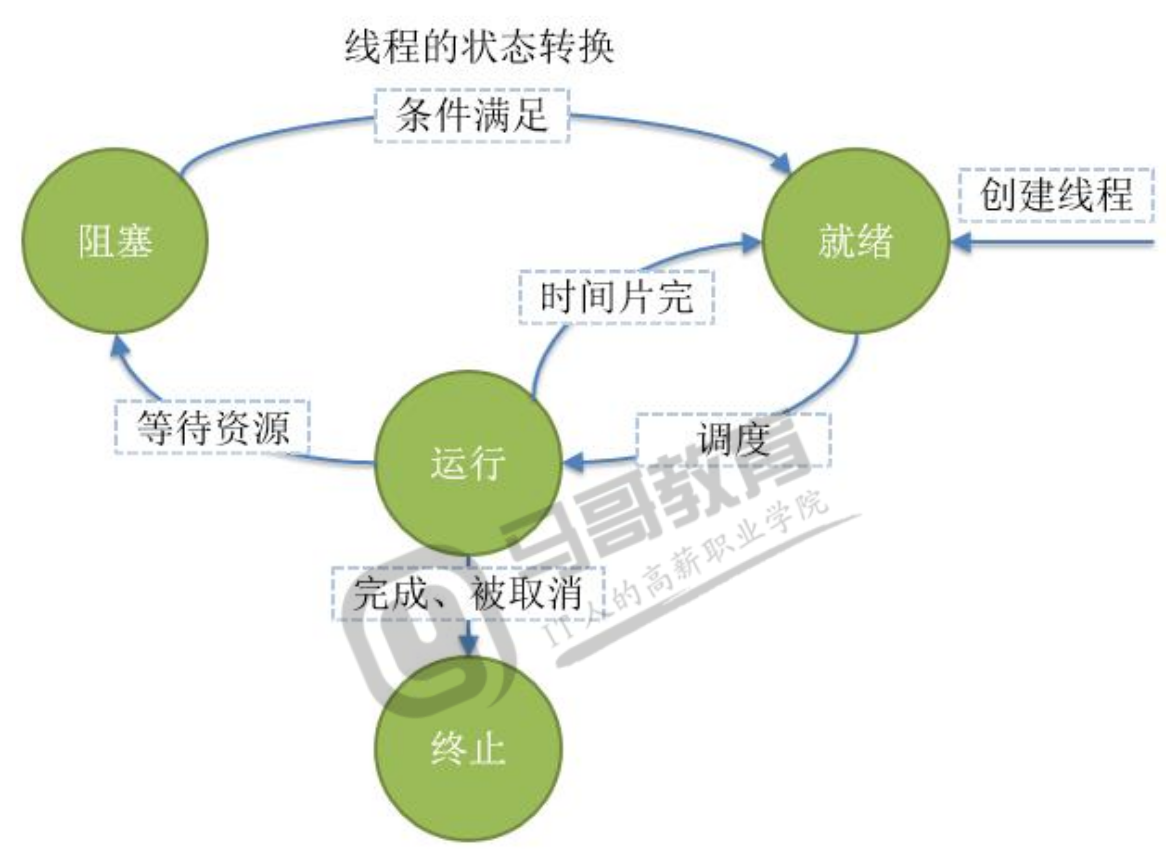 线程的状态转换
条件满足
创建线程
阻塞
就绪
时间片完
等待资源
调度
运行
马哥教育
IT人的高薪职业学院
完成、被取消
终止